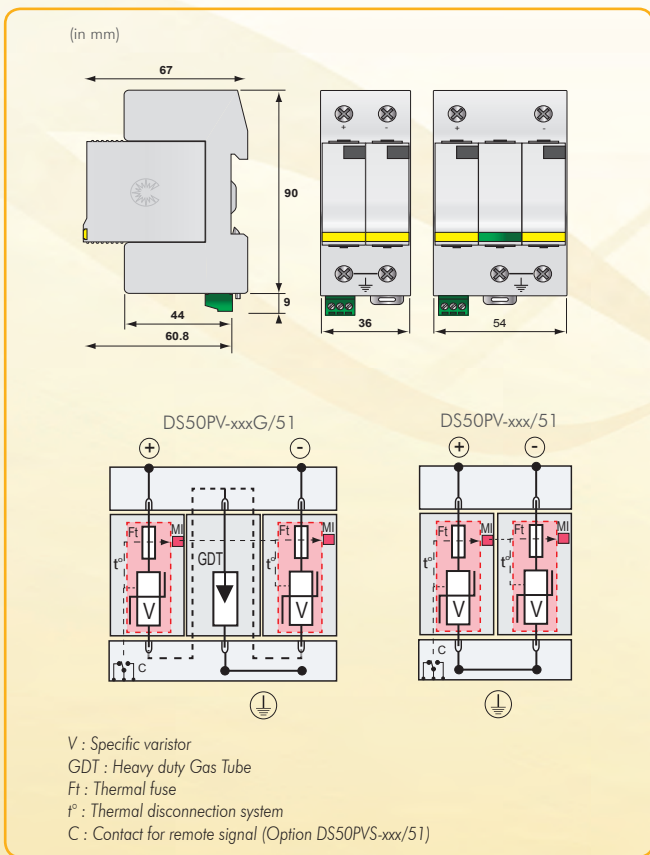 (in mm)
67
+ -
+ -
90
9
44
60.8
36
54
DS50PV-xxxG/51
DS50PV-xxx/51
+ -
+ -
Ft MI Ft MI
Ft MI Ft MI
t° GDT t°
t° t°
V V
V V
C
C
V : Specific varistor
GDT : Heavy duty Gas Tube
Ft : Thermal fuse
t° : Thermal disconnection system
C : Contact for remote signal (Option DS50PVS-xxx/51)